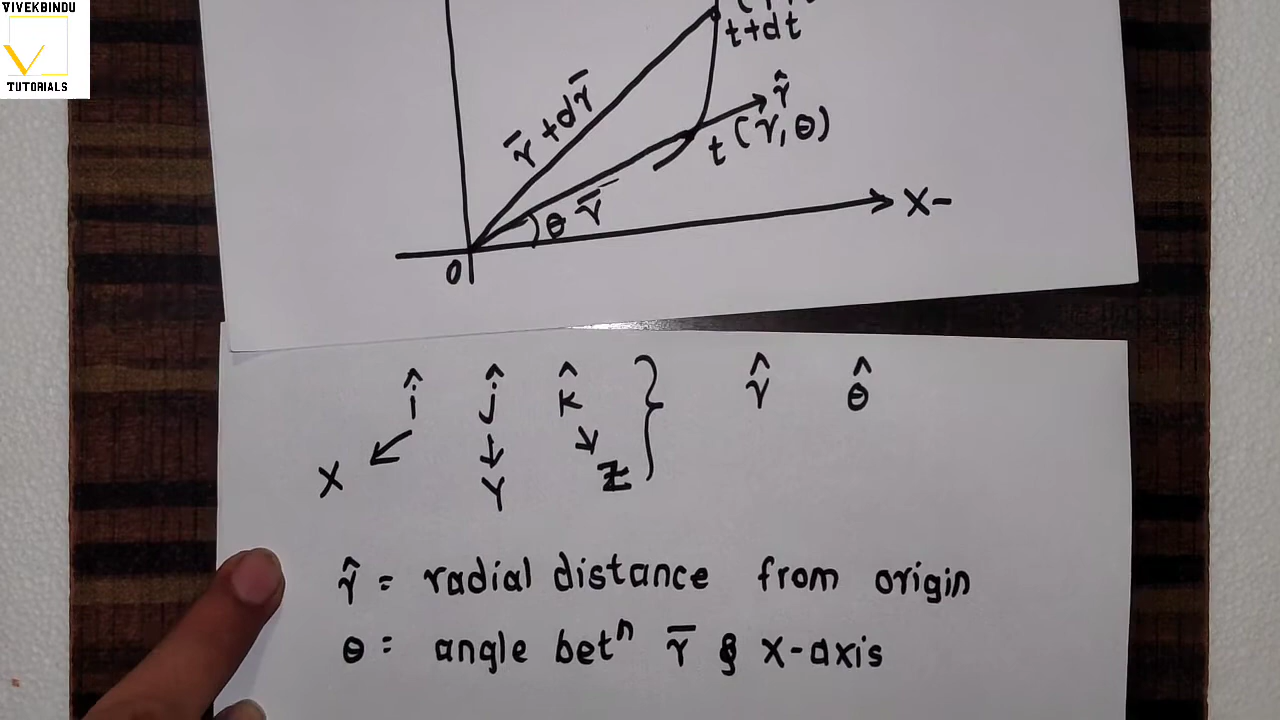 VIVEKBINDU
TUTORIALS
t+dt
r̄+dr̄
r̂
t (r,θ)
θ r̄
X-
O
î ĵ k̂ } r̂ θ̂
X Y Z
r̂ = radial distance from origin
θ = angle betⁿ r̄ & X-axis